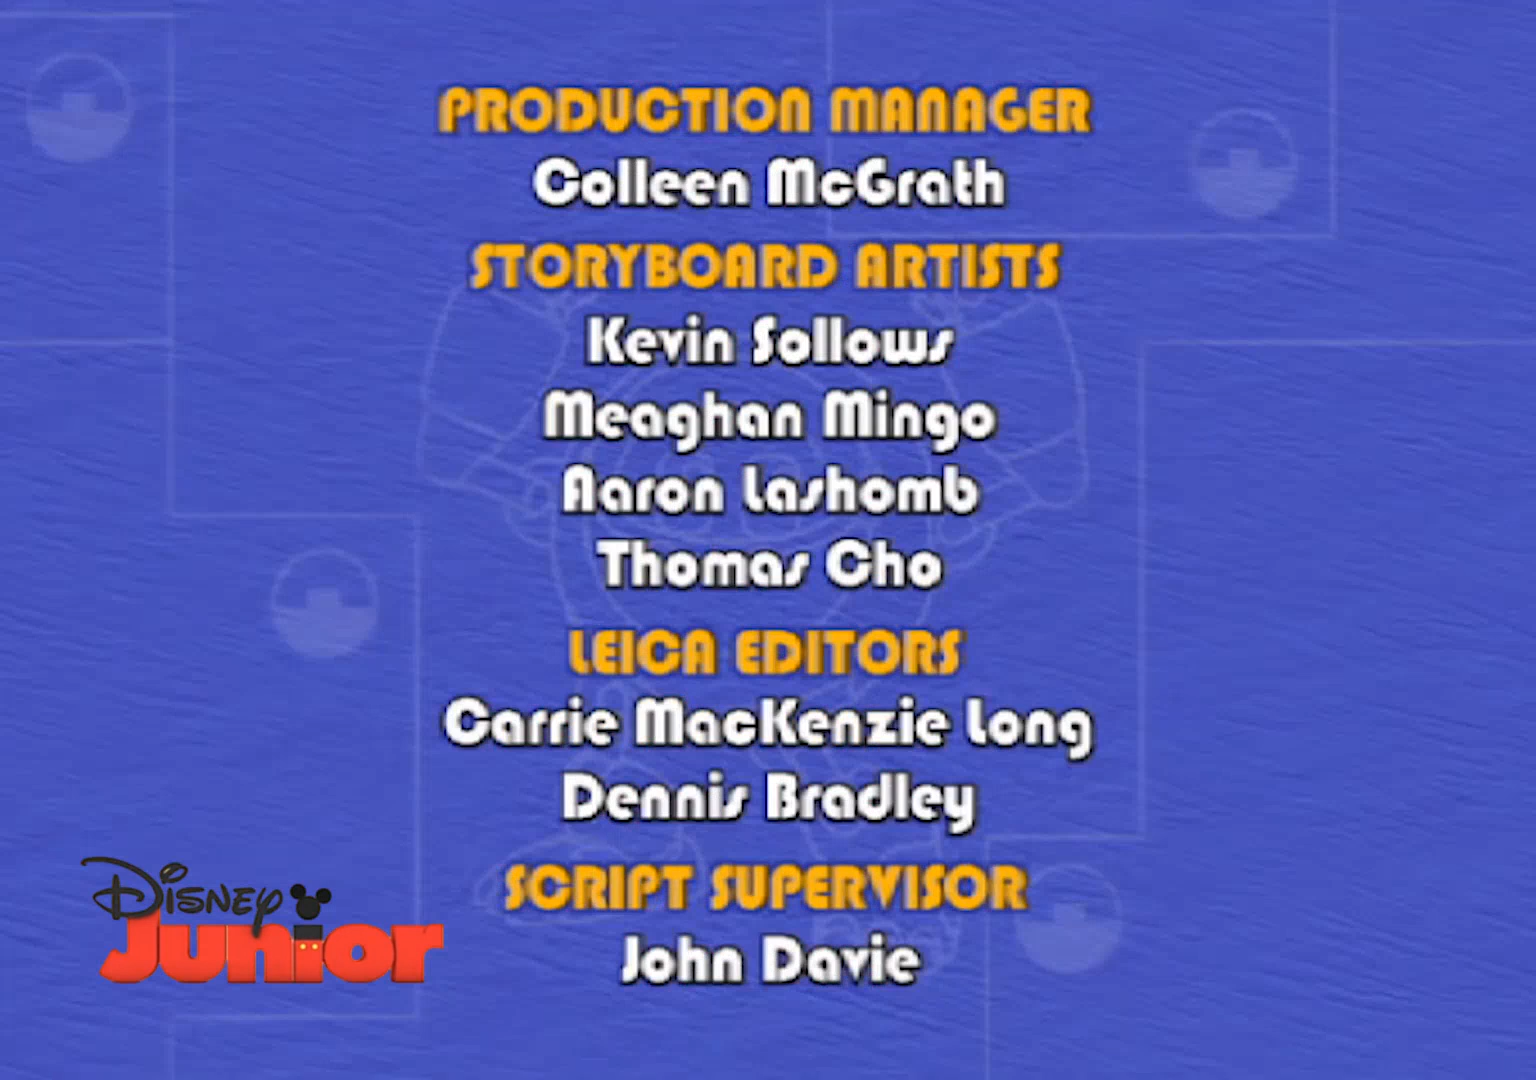 PRODUCTION MANAGER
Colleen McGrath
STORYBOARD ARTISTS
Kevin Sollows
Meaghan Mingo
Aaron Lashomb
Thomas Cho
LEICA EDITORS
Carrie MacKenzie Long
Dennis Bradley
SCRIPT SUPERVISOR
John Davie
Disney
Junior